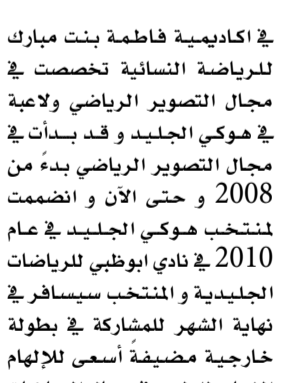 في اكاديمية فاطمة بنت مبارك
للرياضة النسائية تخصصت في
مجال التصوير الرياضي ولاعبة
في هوكي الجليد و قد بدأت في
مجال التصوير الرياضي بدءً من
2008 و حتى الآن و انضممت
لمنتخب هوكي الجليد في عام
2010 في نادي ابوظبي للرياضات
الجليدية و المنتخب سيسافر في
نهاية الشهر للمشاركة في بطولة
خارجية مضيفةً أسعى للإلهام